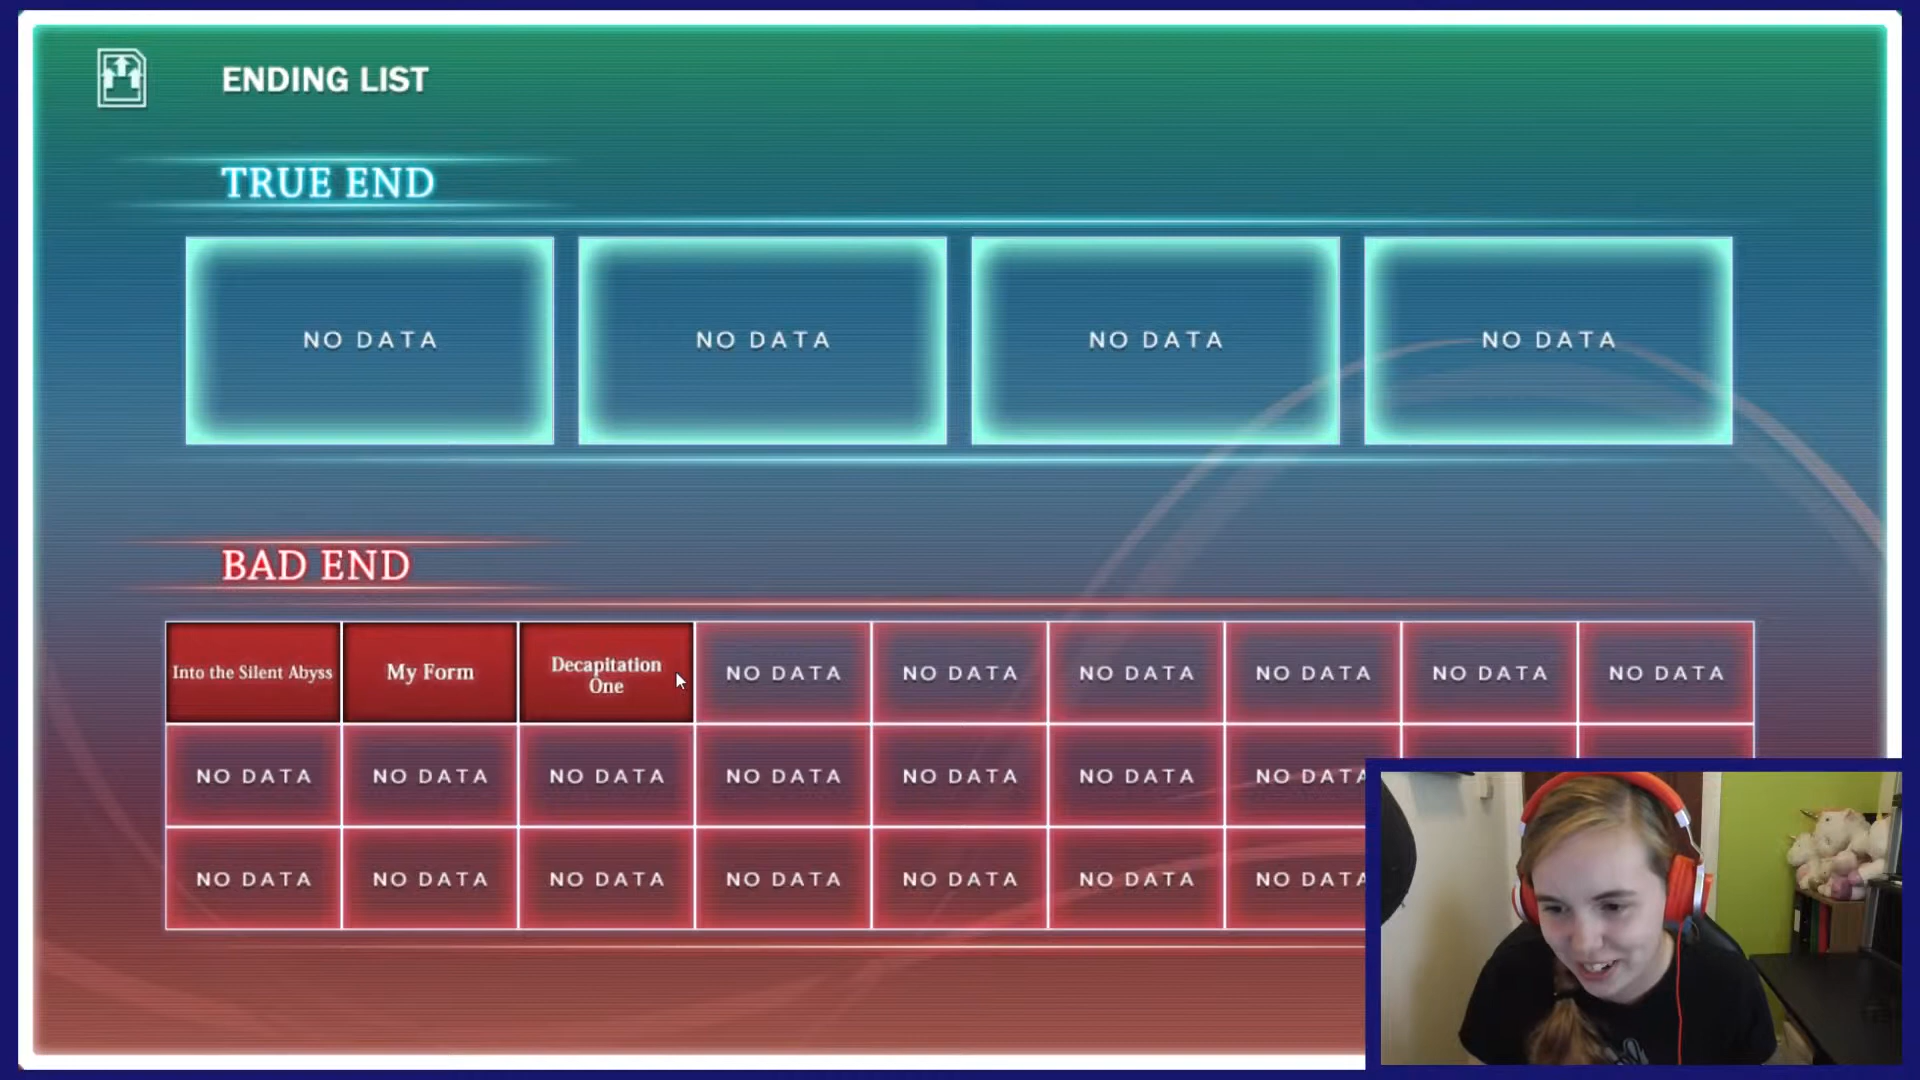 ENDING LIST
TRUE END
NO DATA NO DATA NO DATA NO DATA
BAD END
Into the Silent Abyss My Form Decapitation One NO DATA NO DATA NO DATA NO DATA NO DATA NO DATA
NO DATA NO DATA NO DATA NO DATA NO DATA NO DATA NO DATA
NO DATA NO DATA NO DATA NO DATA NO DATA NO DATA NO DATA